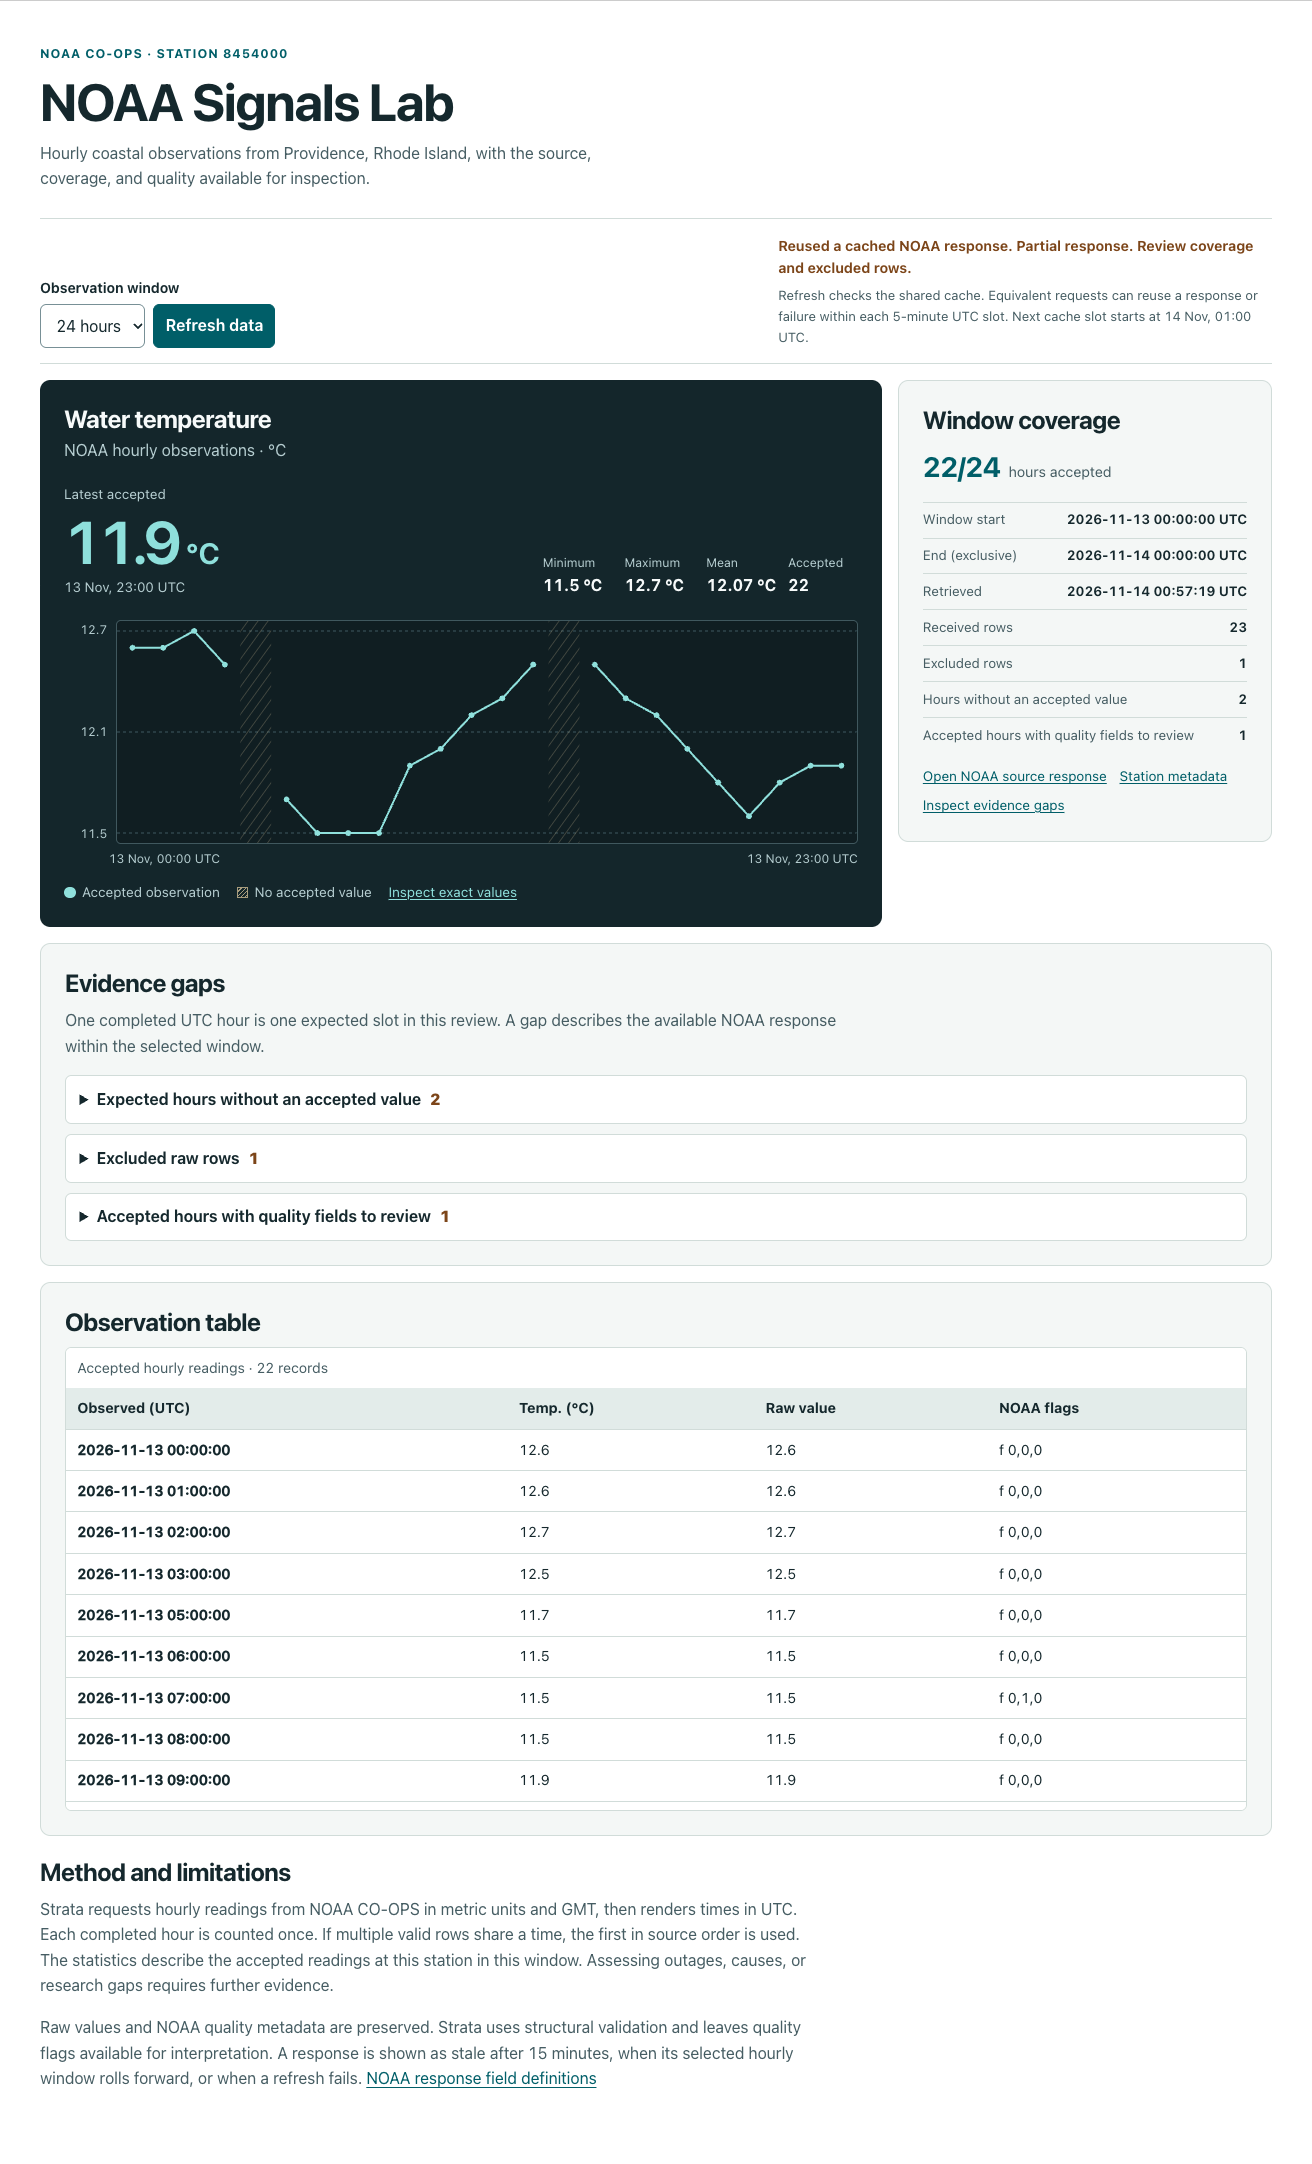 NOAA CO-OPS · STATION 8454000
NOAA Signals Lab
Hourly coastal observations from Providence, Rhode Island, with the source,
coverage, and quality available for inspection.
Observation window
24 hours
Refresh data
Reused a cached NOAA response. Partial response. Review coverage
and excluded rows.
Refresh checks the shared cache. Equivalent requests can reuse a response or
failure within each 5-minute UTC slot. Next cache slot starts at 14 Nov, 01:00
UTC.
Water temperature
NOAA hourly observations · °C
Latest accepted
11.9 °C
13 Nov, 23:00 UTC
Minimum Maximum Mean Accepted
11.5 °C 12.7 °C 12.07 °C 22
12.7
12.1
11.5
13 Nov, 00:00 UTC 13 Nov, 23:00 UTC
Accepted observation No accepted value Inspect exact values
Window coverage
22/24 hours accepted
Window start 2026-11-13 00:00:00 UTC
End (exclusive) 2026-11-14 00:00:00 UTC
Retrieved 2026-11-14 00:57:19 UTC
Received rows 23
Excluded rows 1
Hours without an accepted value 2
Accepted hours with quality fields to review 1
Open NOAA source response Station metadata
Inspect evidence gaps
Evidence gaps
One completed UTC hour is one expected slot in this review. A gap describes the available NOAA response
within the selected window.
Expected hours without an accepted value 2
Excluded raw rows 1
Accepted hours with quality fields to review 1
Observation table
Accepted hourly readings · 22 records
Observed (UTC) Temp. (°C) Raw value NOAA flags
2026-11-13 00:00:00 12.6 12.6 f 0,0,0
2026-11-13 01:00:00 12.6 12.6 f 0,0,0
2026-11-13 02:00:00 12.7 12.7 f 0,0,0
2026-11-13 03:00:00 12.5 12.5 f 0,0,0
2026-11-13 05:00:00 11.7 11.7 f 0,0,0
2026-11-13 06:00:00 11.5 11.5 f 0,0,0
2026-11-13 07:00:00 11.5 11.5 f 0,1,0
2026-11-13 08:00:00 11.5 11.5 f 0,0,0
2026-11-13 09:00:00 11.9 11.9 f 0,0,0
Method and limitations
Strata requests hourly readings from NOAA CO-OPS in metric units and GMT, then renders times in UTC.
Each completed hour is counted once. If multiple valid rows share a time, the first in source order is used.
The statistics describe the accepted readings at this station in this window. Assessing outages, causes, or
research gaps requires further evidence.
Raw values and NOAA quality metadata are preserved. Strata uses structural validation and leaves quality
flags available for interpretation. A response is shown as stale after 15 minutes, when its selected hourly
window rolls forward, or when a refresh fails. NOAA response field definitions